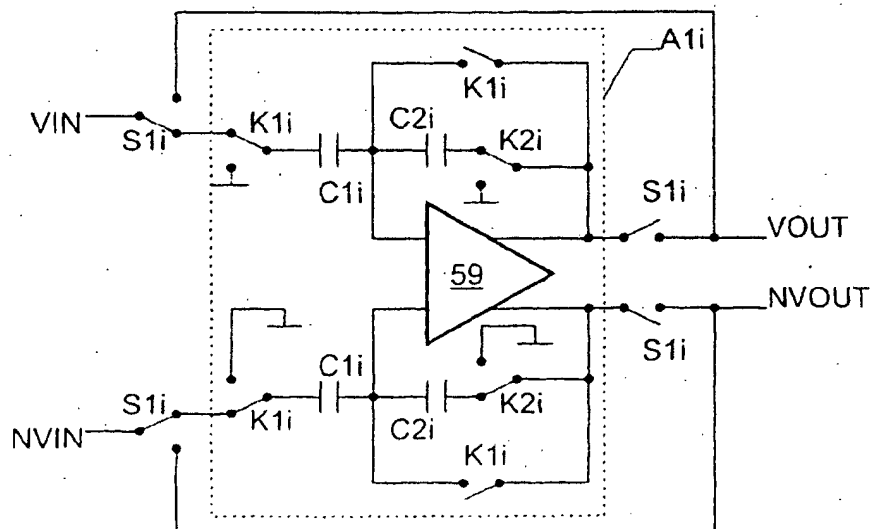 A1i
K1i
VIN
S1i
K1i
C2i
K2i
C1i
S1i
VOUT
59
NVOUT
C1i
S1i
S1i
K1i
C2i
K2i
NVIN
K1i